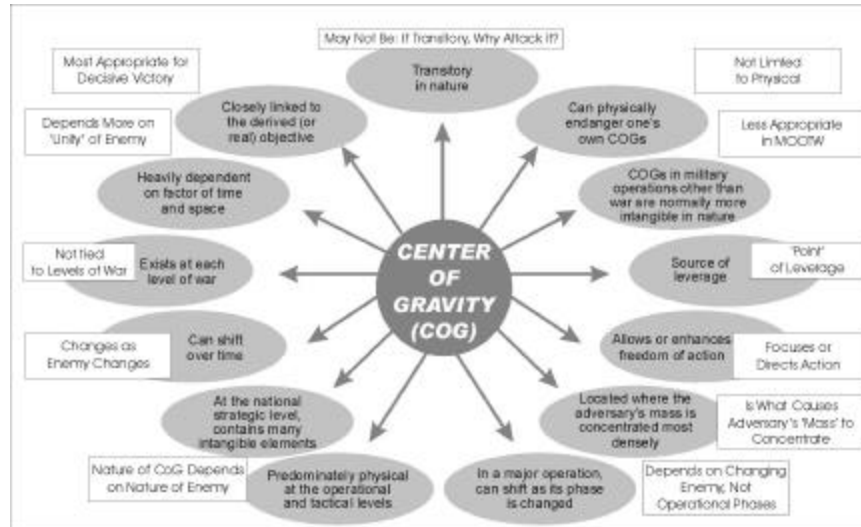 May Not Be: If Transitory, Why Attack It?
Transitory
in nature
Most Appropriate for
Decisive Victory
Closely linked to
the derived (or
real) objective
Not Limited
to Physical
Can physically
endanger one's
own COGs
Depends More on
'Unity' of Enemy
Heavily dependent
on factor of time
and space
Less Appropriate
in MOOTW
COGs in military
operations other than
war are normally more
intangible in nature
Not tied
to Levels of War
Exists at each
level of war
CENTER
OF
GRAVITY
(COG)
Source of
leverage
'Point'
of Leverage
Changes as
Enemy Changes
Can shift
over time
Allows or enhances
freedom of action
Focuses or
Directs Action
At the national
strategic level,
contains many
intangible elements
Located where the
adversary's mass is
concentrated most
densely
Is What Causes
Adversary's 'Mass' to
Concentrate
Nature of CoG Depends
on Nature of Enemy
Predominately physical
at the operational
and tactical levels
In a major operation,
can shift as its phase
is changed
Depends on Changing
Enemy, Not
Operational Phases